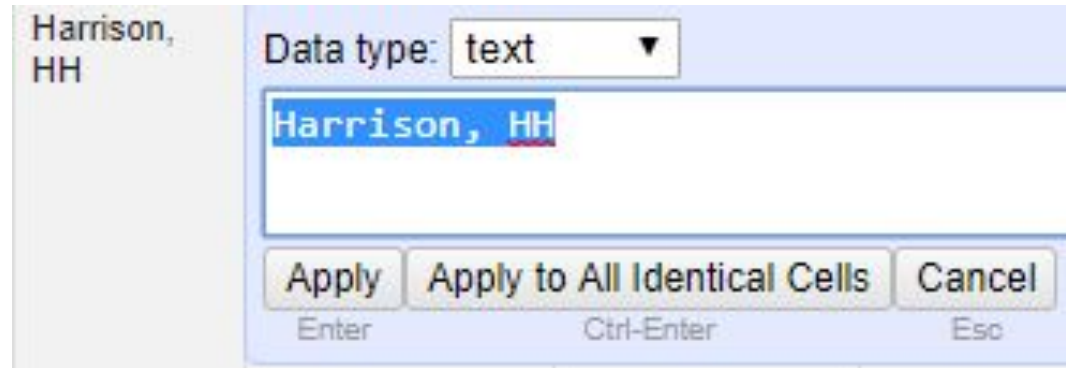 Harrison,
HH
Data type: text
Harrison, HH
Apply Apply to All Identical Cells Cancel
Enter Ctrl-Enter Esc